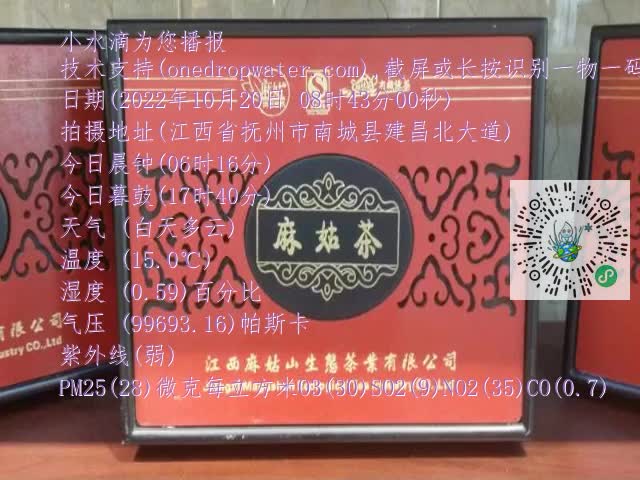 小水滴为您播报
技术支持(onedropwater.com) 截屏或长按识别一物一码
日期(2022年10月20日 08时43分00秒)
拍摄地址(江西省抚州市南城县建昌北大道)
今日晨钟(06时16分)
今日暮鼓(17时40分)
天气 (白天多云)
温度 (15.0℃)
湿度 (0.59)百分比
气压 (99693.16)帕斯卡
紫外线(弱)
PM25(28)微克每立方米O3(30)SO2(9)NO2(35)CO(0.7)
麻姑茶
有限公司
ustry CO.,Ltd
江西麻姑山生態茶業有限公司